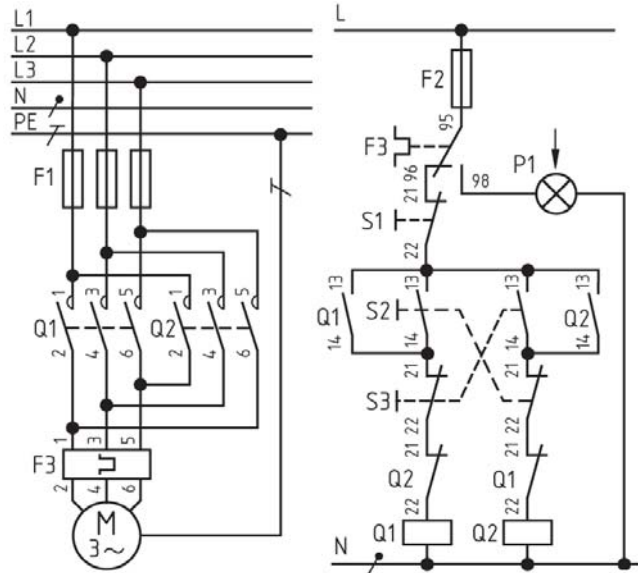 L1
L2
L3
N
PE
F1
1 3 5 1 3 5
Q1 Q2
2 4 6 2 4 6
1 3 5
F3
2 4 6
M
3~
L
F2
95
F3
96 98 P1
21
S1
22
13 13 13 13
Q1 S2 Q2
14 14 14 14
21 21
S3
22 22
21 21
Q2 Q1
22 22
Q1 Q2
N